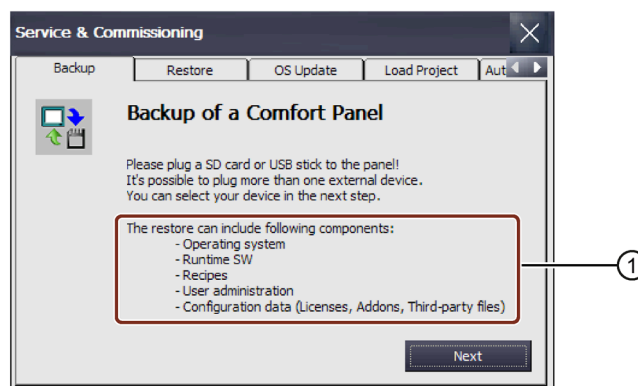 Service & Commissioning
Backup
Restore
OS Update
Load Project
Aut
Backup of a Comfort Panel
Please plug a SD card or USB stick to the panel!
It's possible to plug more than one external device.
You can select your device in the next step.
The restore can include following components:
- Operating system
- Runtime SW
- Recipes
- User administration
- Configuration data (Licenses, Addons, Third-party files)
1
Next